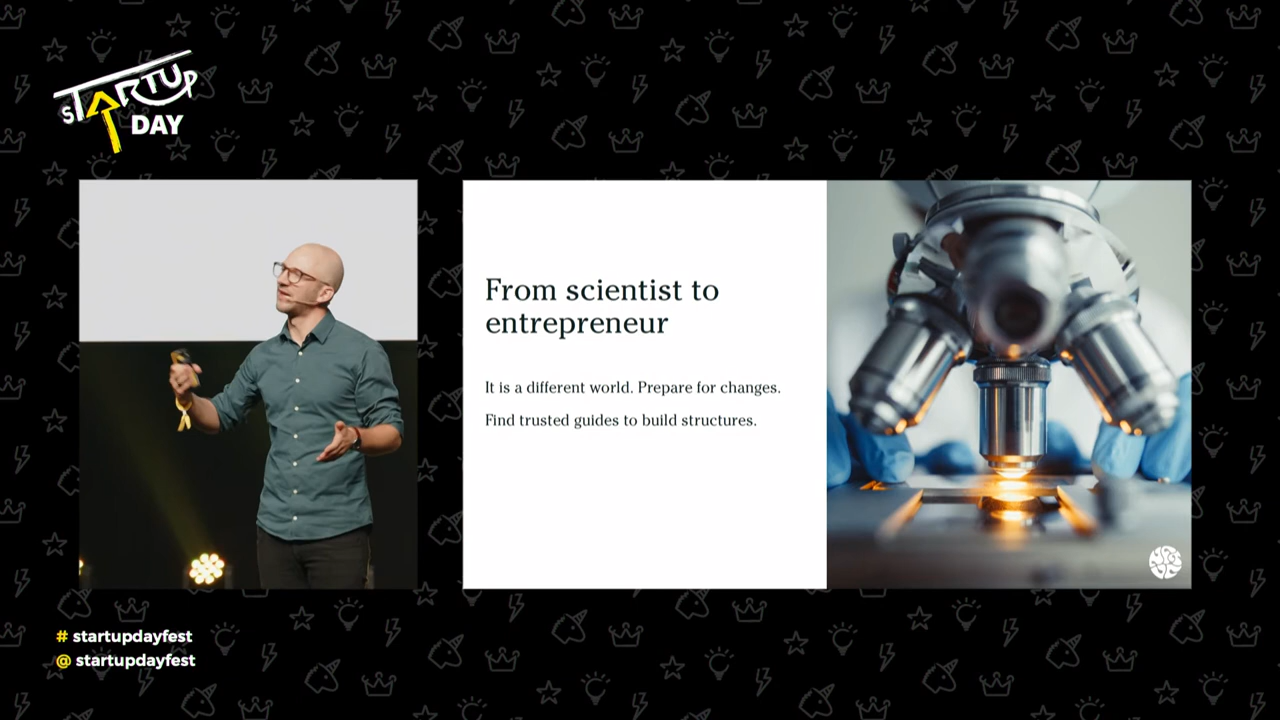 STARTUP
DAY
From scientist to
entrepreneur
It is a different world. Prepare for changes.
Find trusted guides to build structures.
# startupdayfest
@ startupdayfest